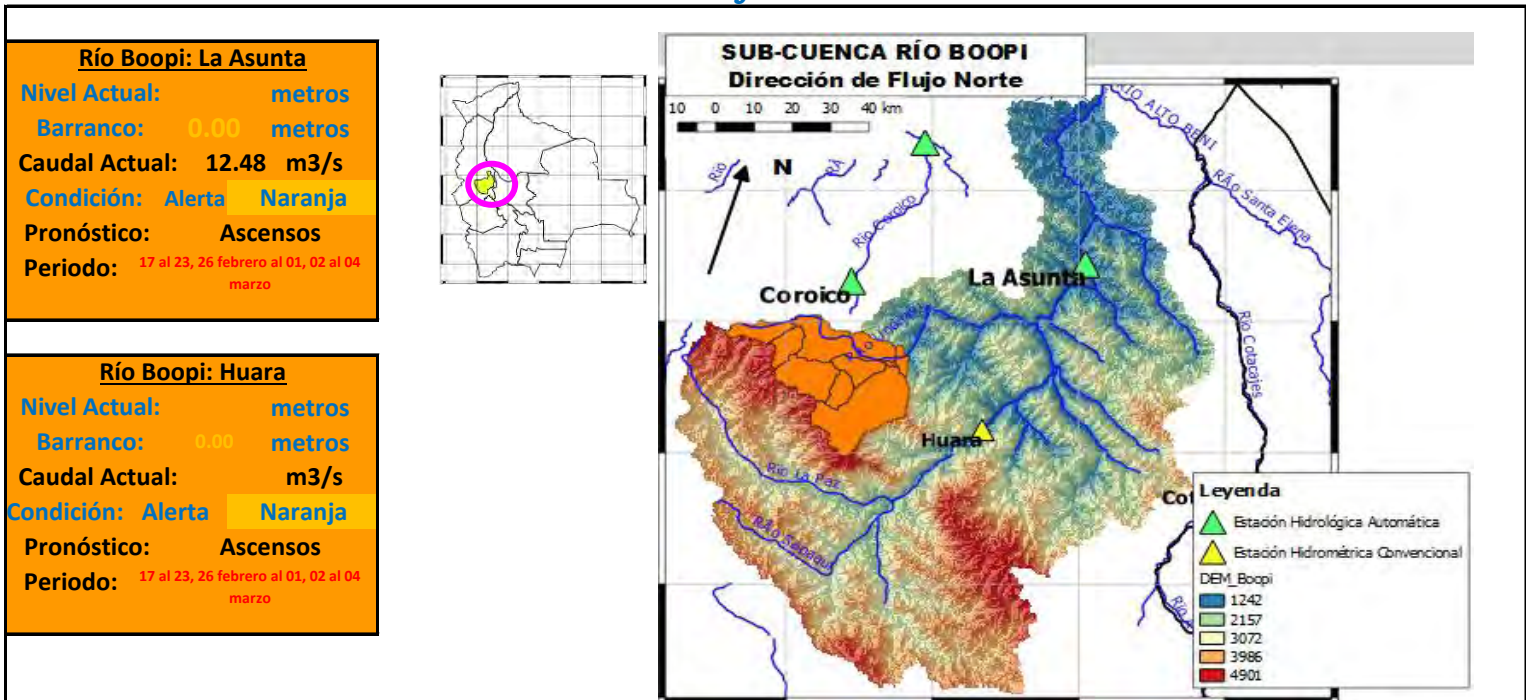 Río Boopi: La Asunta
Nivel Actual: metros
Barranco: 0.00 metros
Caudal Actual: 12.48 m3/s
Condición: Alerta Naranja
Pronóstico: Ascensos
Periodo: 17 al 23, 26 febrero al 01, 02 al 04
marzo
Río Boopi: Huara
Nivel Actual: metros
Barranco: 0.00 metros
Caudal Actual: m3/s
Condición: Alerta Naranja
Pronóstico: Ascensos
Periodo: 17 al 23, 26 febrero al 01, 02 al 04
marzo
SUB-CUENCA RÍO BOOPI
Dirección de Flujo Norte
10 0 10 20 30 40 km
N
Río
RÃ­
Río Coroico
RÍO ALTO BENI
RÃ­o Santa Elena
Coroico
La Asunta
Río Cotacajes
Huara
Río La Paz
RÃ­o Sapaqui
Leyenda
Estación Hidrológica Automática
Estación Hidrométrica Convencional
DEM_Boopi
1242
2157
3072
3986
4901